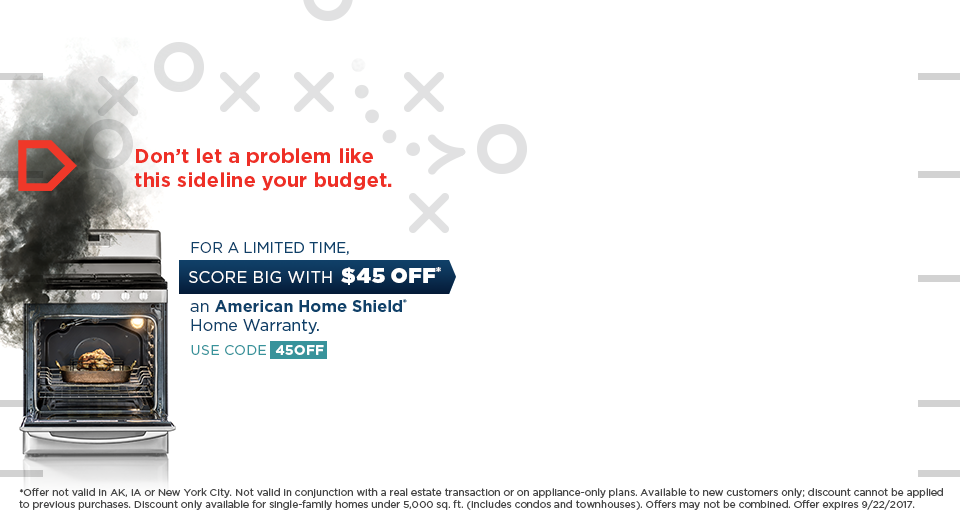 Don't let a problem like
this sideline your budget.
FOR A LIMITED TIME,
SCORE BIG WITH $45 OFF*
an American Home Shield*
Home Warranty.
USE CODE 45OFF
*Offer not valid in AK, IA or New York City. Not valid in conjunction with a real estate transaction or on appliance-only plans. Available to new customers only; discount cannot be applied
to previous purchases. Discount only available for single-family homes under 5,000 sq. ft. (includes condos and townhouses). Offers may not be combined. Offer expires 9/22/2017.